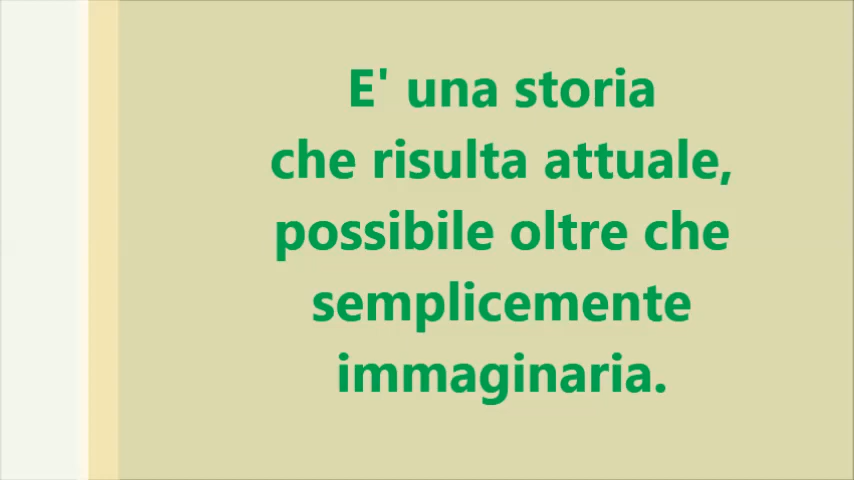 E' una storia
che risulta attuale,
possibile oltre che
semplicemente
immaginaria.